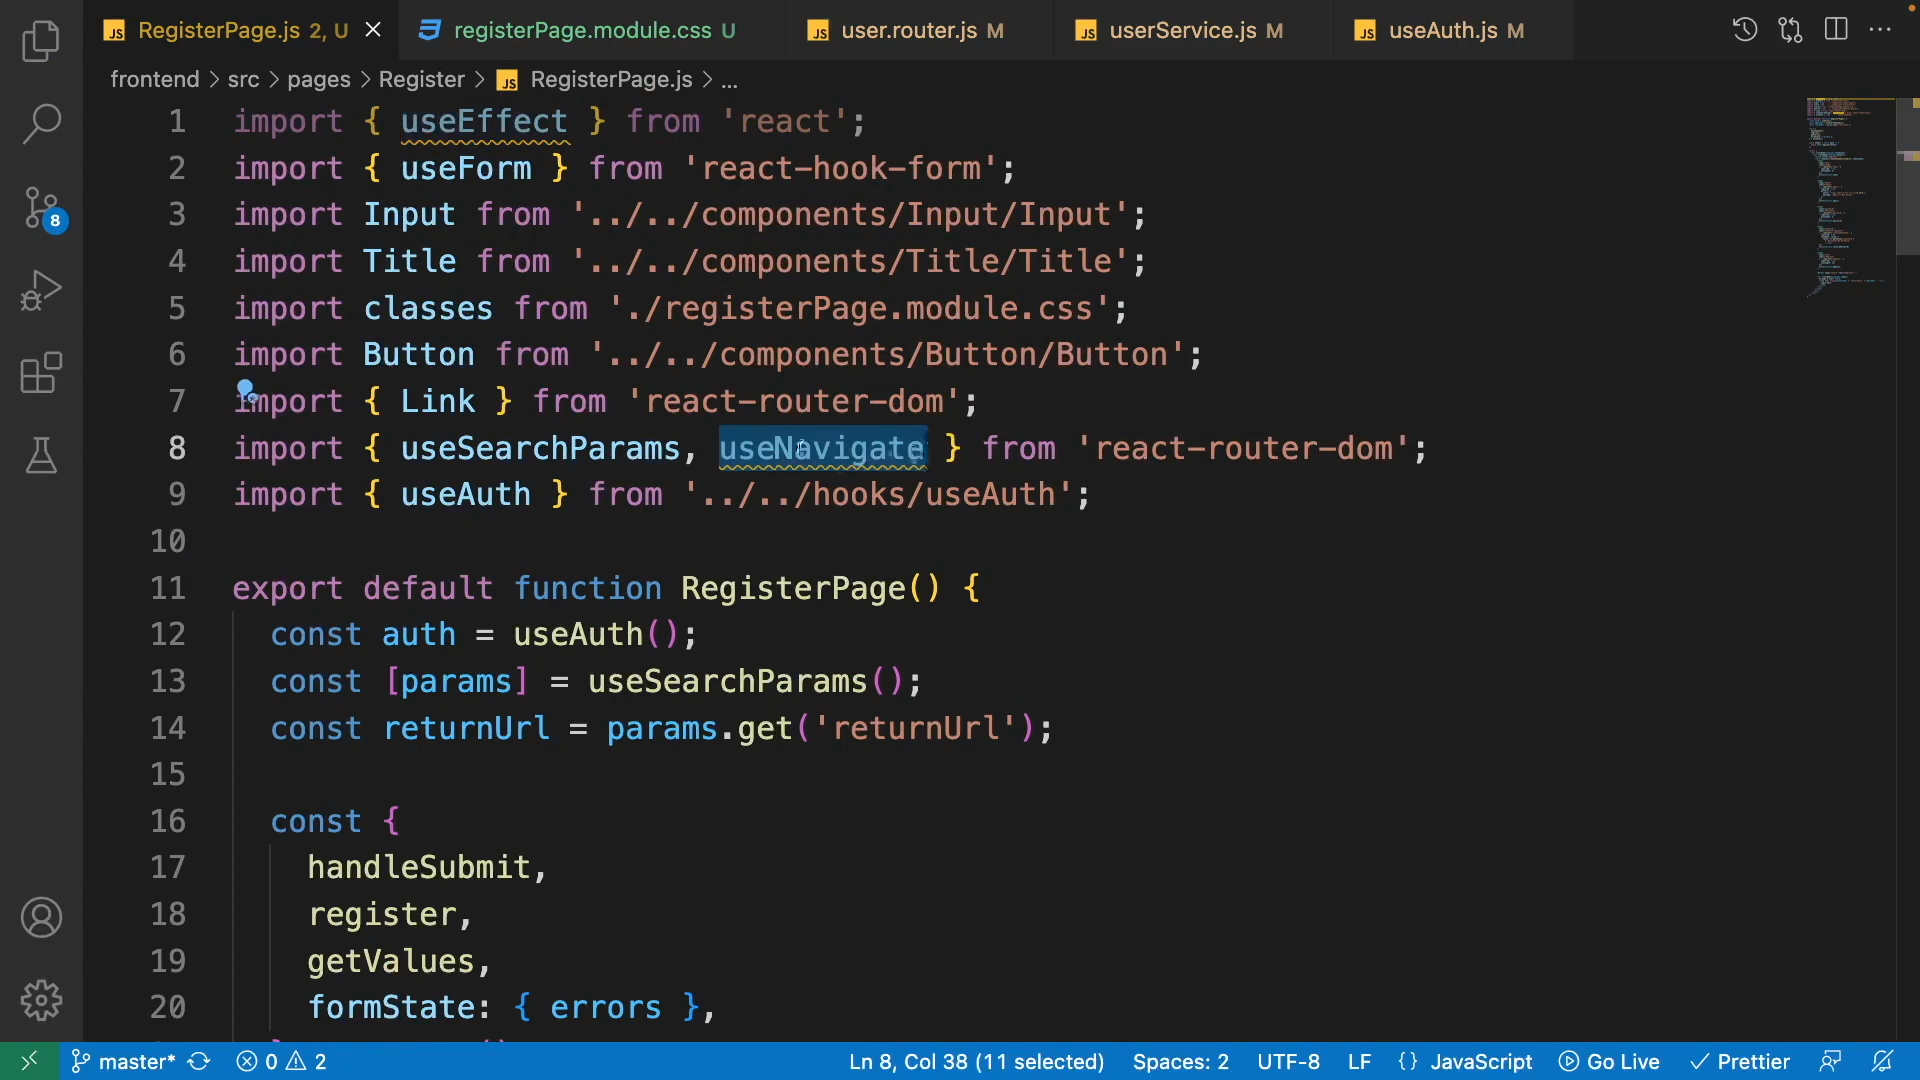 JS RegisterPage.js 2, U registerPage.module.css U JS user.router.js M JS userService.js M JS useAuth.js M
frontend > src > pages > Register > JS RegisterPage.js > ...
1 import { useEffect } from 'react';
2 import { useForm } from 'react-hook-form';
3 import Input from '../../components/Input/Input';
4 import Title from '../../components/Title/Title';
5 import classes from './registerPage.module.css';
6 import Button from '../../components/Button/Button';
7 import { Link } from 'react-router-dom';
8 import { useSearchParams, useNavigate } from 'react-router-dom';
9 import { useAuth } from '../../hooks/useAuth';
10
11 export default function RegisterPage() {
12 const auth = useAuth();
13 const [params] = useSearchParams();
14 const returnUrl = params.get('returnUrl');
15
16 const {
17 handleSubmit,
18 register,
19 getValues,
20 formState: { errors },
8
master* 0 2 Ln 8, Col 38 (11 selected) Spaces: 2 UTF-8 LF {} JavaScript Go Live Prettier